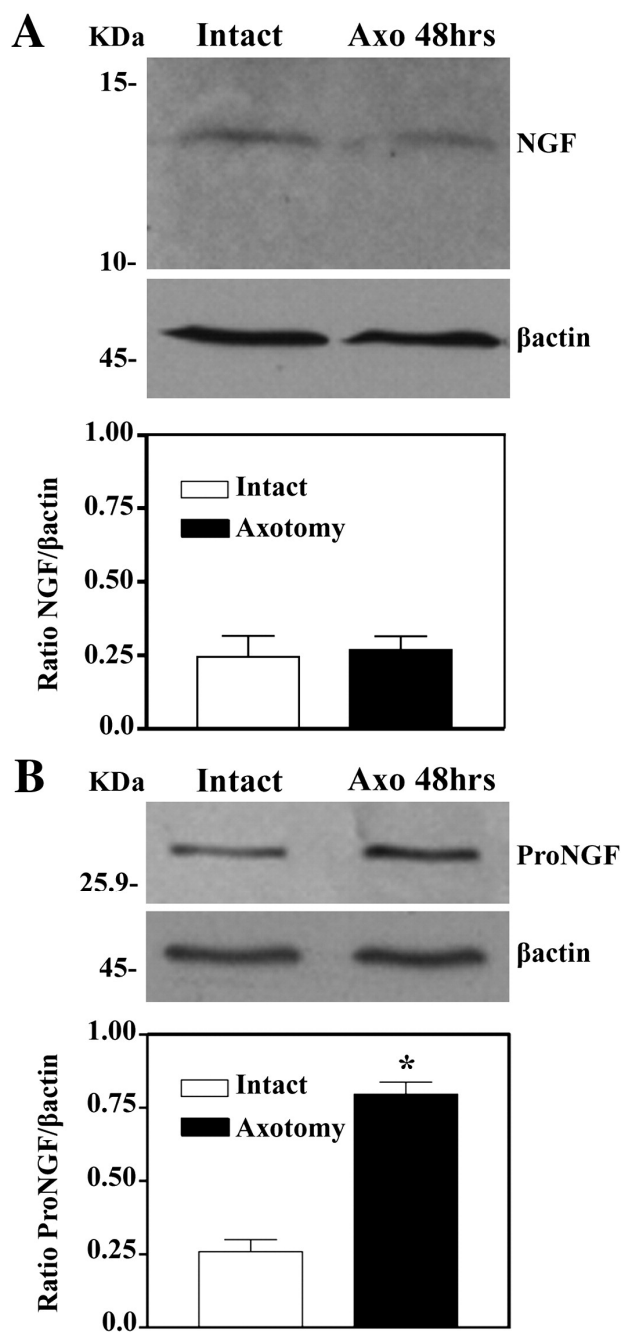 A
KDa Intact Axo 48hrs
15-
NGF
10-
βactin
45-
1.00
Intact
0.75
Axotomy
0.50
0.25
0.0
Ratio NGF/βactin
B
KDa Intact Axo 48hrs
ProNGF
25.9-
βactin
45-
1.00
*
Intact
0.75
Axotomy
0.50
0.25
0.0
Ratio ProNGF/βactin